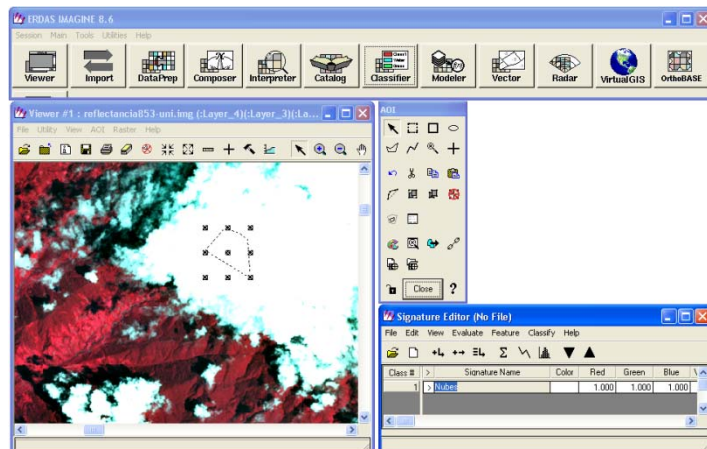 ERDAS IMAGINE 8.6
Session Main Tools Utilities Help
Viewer Import DataPrep Composer Interpreter Catalog Classifier Modeler Vector Radar VirtualGIS OrthoBASE
Viewer #1 : reflectancia853-uni.img (:Layer_4)(:Layer_3)(:La...
File Utility View AOI Raster Help
AOI
Close ?
Signature Editor (No File)
File Edit View Evaluate Feature Classify Help
Class # > Signature Name Color Red Green Blue
1 > Nubes 1.000 1.000 1.000